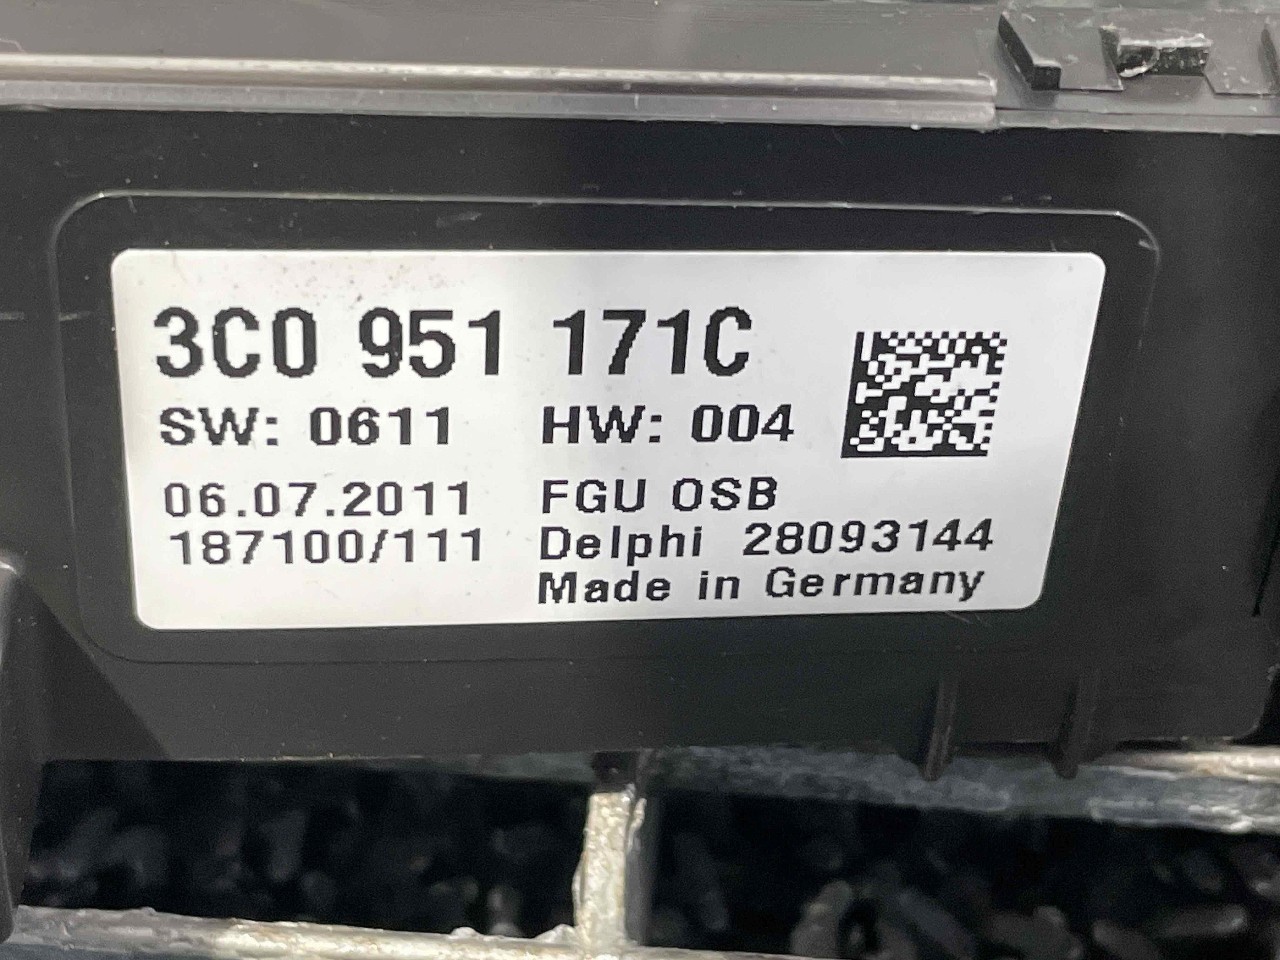 3C0 951 171C
SW: 0611 HW: 004
06.07.2011 FGU OSB
187100/111 Delphi 28093144
Made in Germany